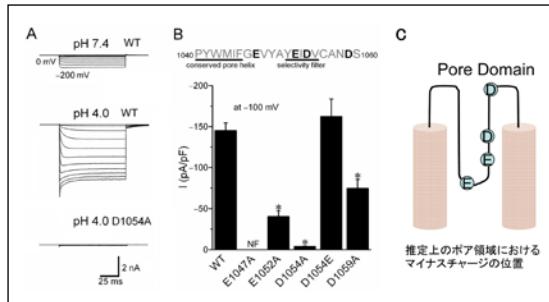 A
pH 7.4 WT
0 mV
-200 mV
pH 4.0 WT
pH 4.0 D1054A
2 nA
25 ms
B
1040 PYWMIFGEVYAYEIDVCANDS 1060
conserved pore helix
selectivity filter
at -100 mV
I (pA/pF)
-150
-100
-50
0
NF
*
*
*
WT
E1047A
E1052A
D1054A
D1054E
D1059A
C
Pore Domain
D
D
E
E
推定上のポア領域における
マイナスチャージの位置